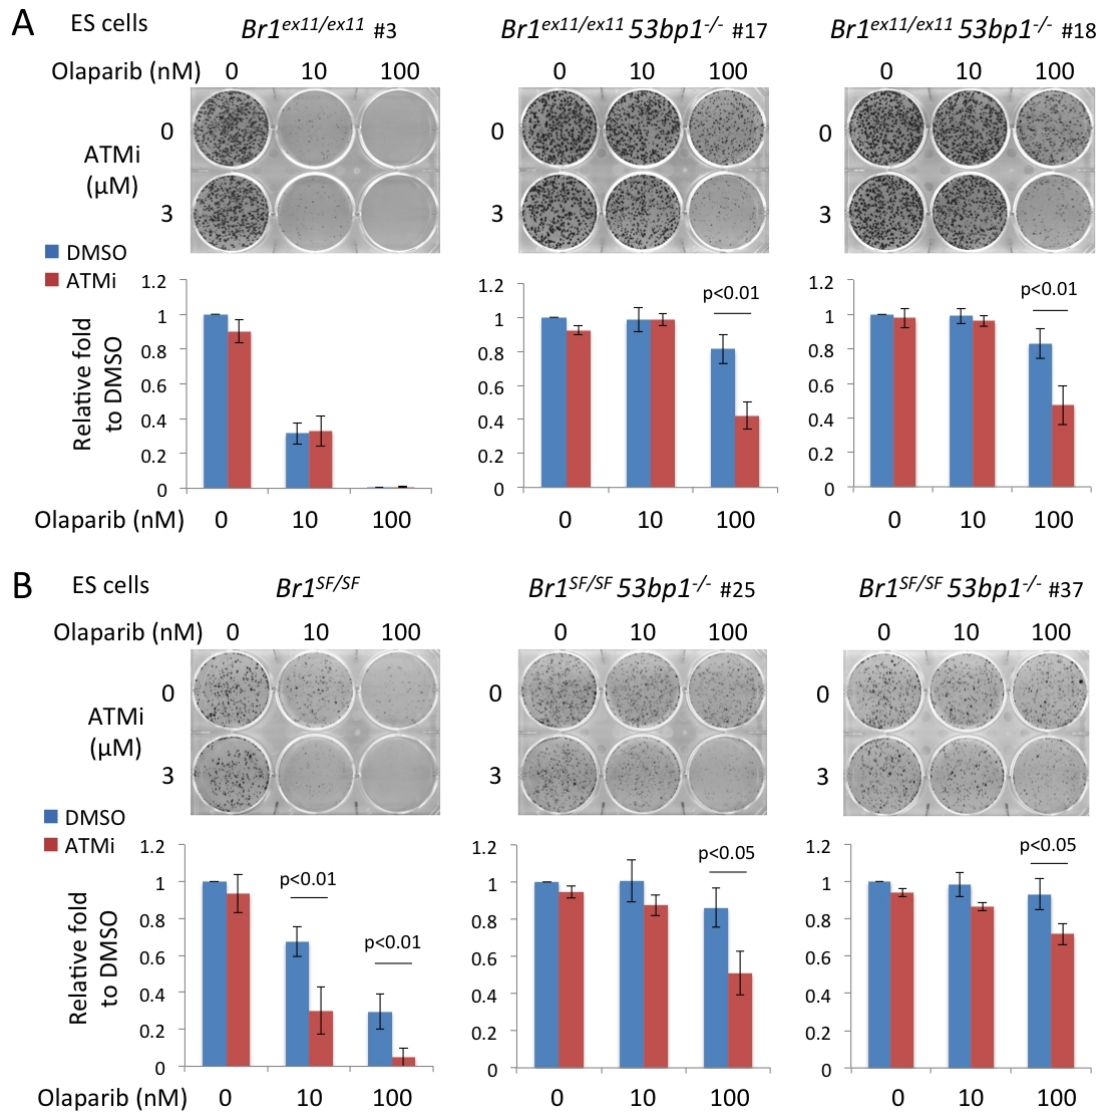 A
ES cells
Br1ex11/ex11 #3
Br1ex11/ex11 53bp1-/- #17
Br1ex11/ex11 53bp1-/- #18
Olaparib (nM) 0 10 100
0 10 100
0 10 100
ATMi
(μM)
0
3
0
3
0
3
DMSO
ATMi
Relative fold
to DMSO
1.2
1
0.8
0.6
0.4
0.2
0
1.2
1
0.8
0.6
0.4
0.2
0
p<0.01
1.2
1
0.8
0.6
0.4
0.2
0
p<0.01
Olaparib (nM) 0 10 100
0 10 100
0 10 100
B
ES cells
Br1SF/SF
Br1SF/SF 53bp1-/- #25
Br1SF/SF 53bp1-/- #37
Olaparib (nM) 0 10 100
0 10 100
0 10 100
ATMi
(μM)
0
3
0
3
0
3
DMSO
ATMi
Relative fold
to DMSO
1.2
1
0.8
0.6
0.4
0.2
0
p<0.01
p<0.01
1.2
1
0.8
0.6
0.4
0.2
0
p<0.05
1.2
1
0.8
0.6
0.4
0.2
0
p<0.05
Olaparib (nM) 0 10 100
0 10 100
0 10 100